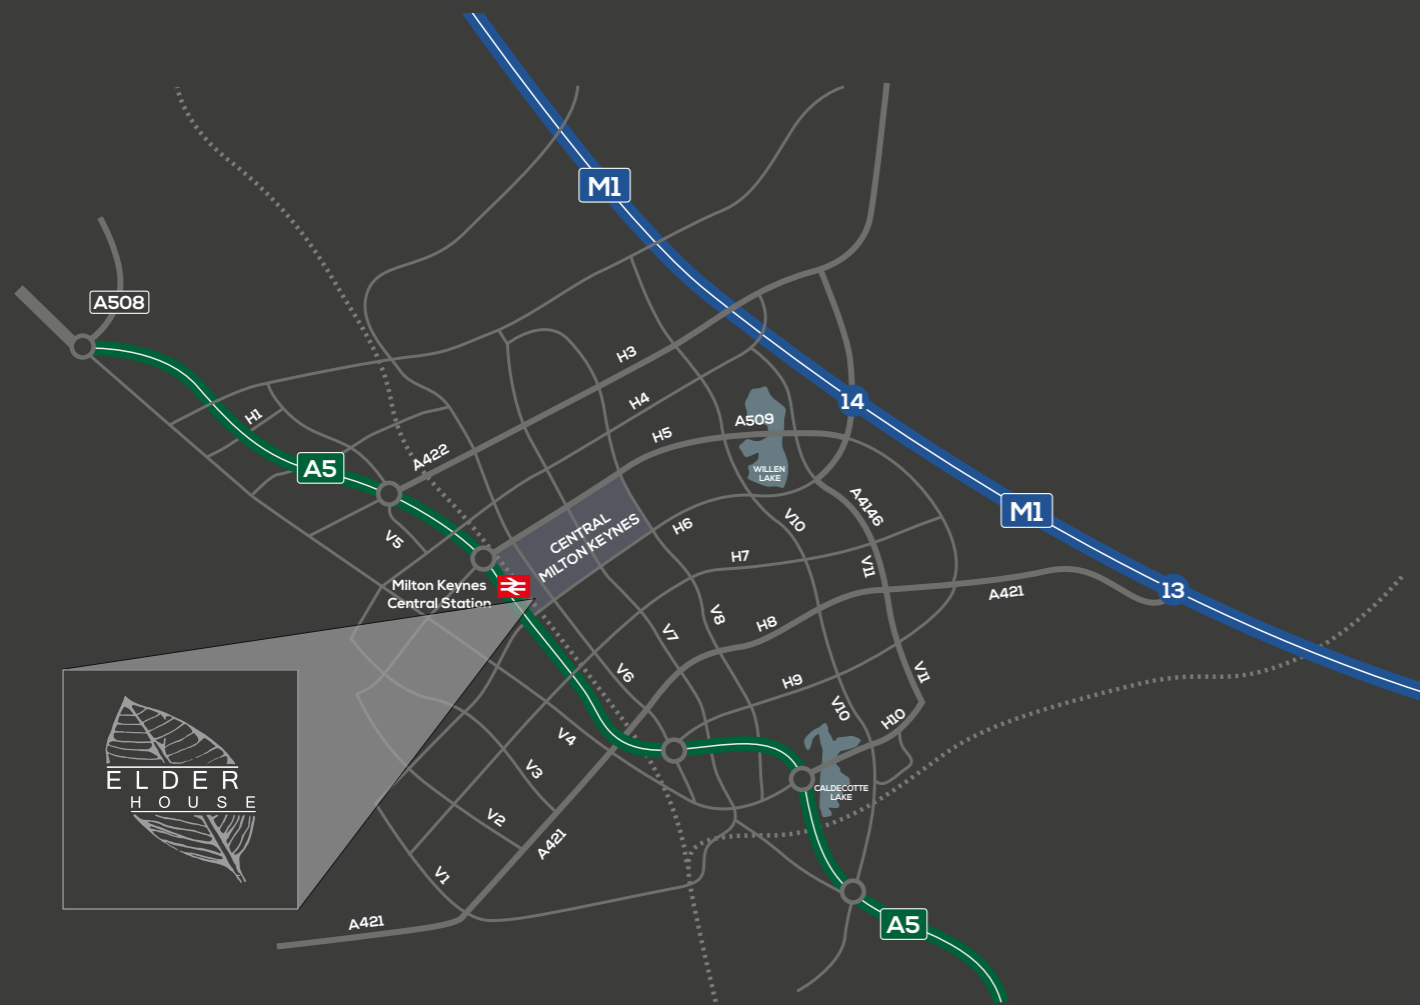 M1
A508
H3
H4
H1
A509
14
H5
A422
A5
WILLEN
LAKE
A4146
M1
V10
H6
CENTRAL
MILTON KEYNES
V5
H7
V11
Milton Keynes
Central Station
13
A421
V8
H8
V7
V6
V11
H9
V10
H10
V4
V3
ELDER
HOUSE
CALDECOTTE
LAKE
V2
A421
V1
A421
A5